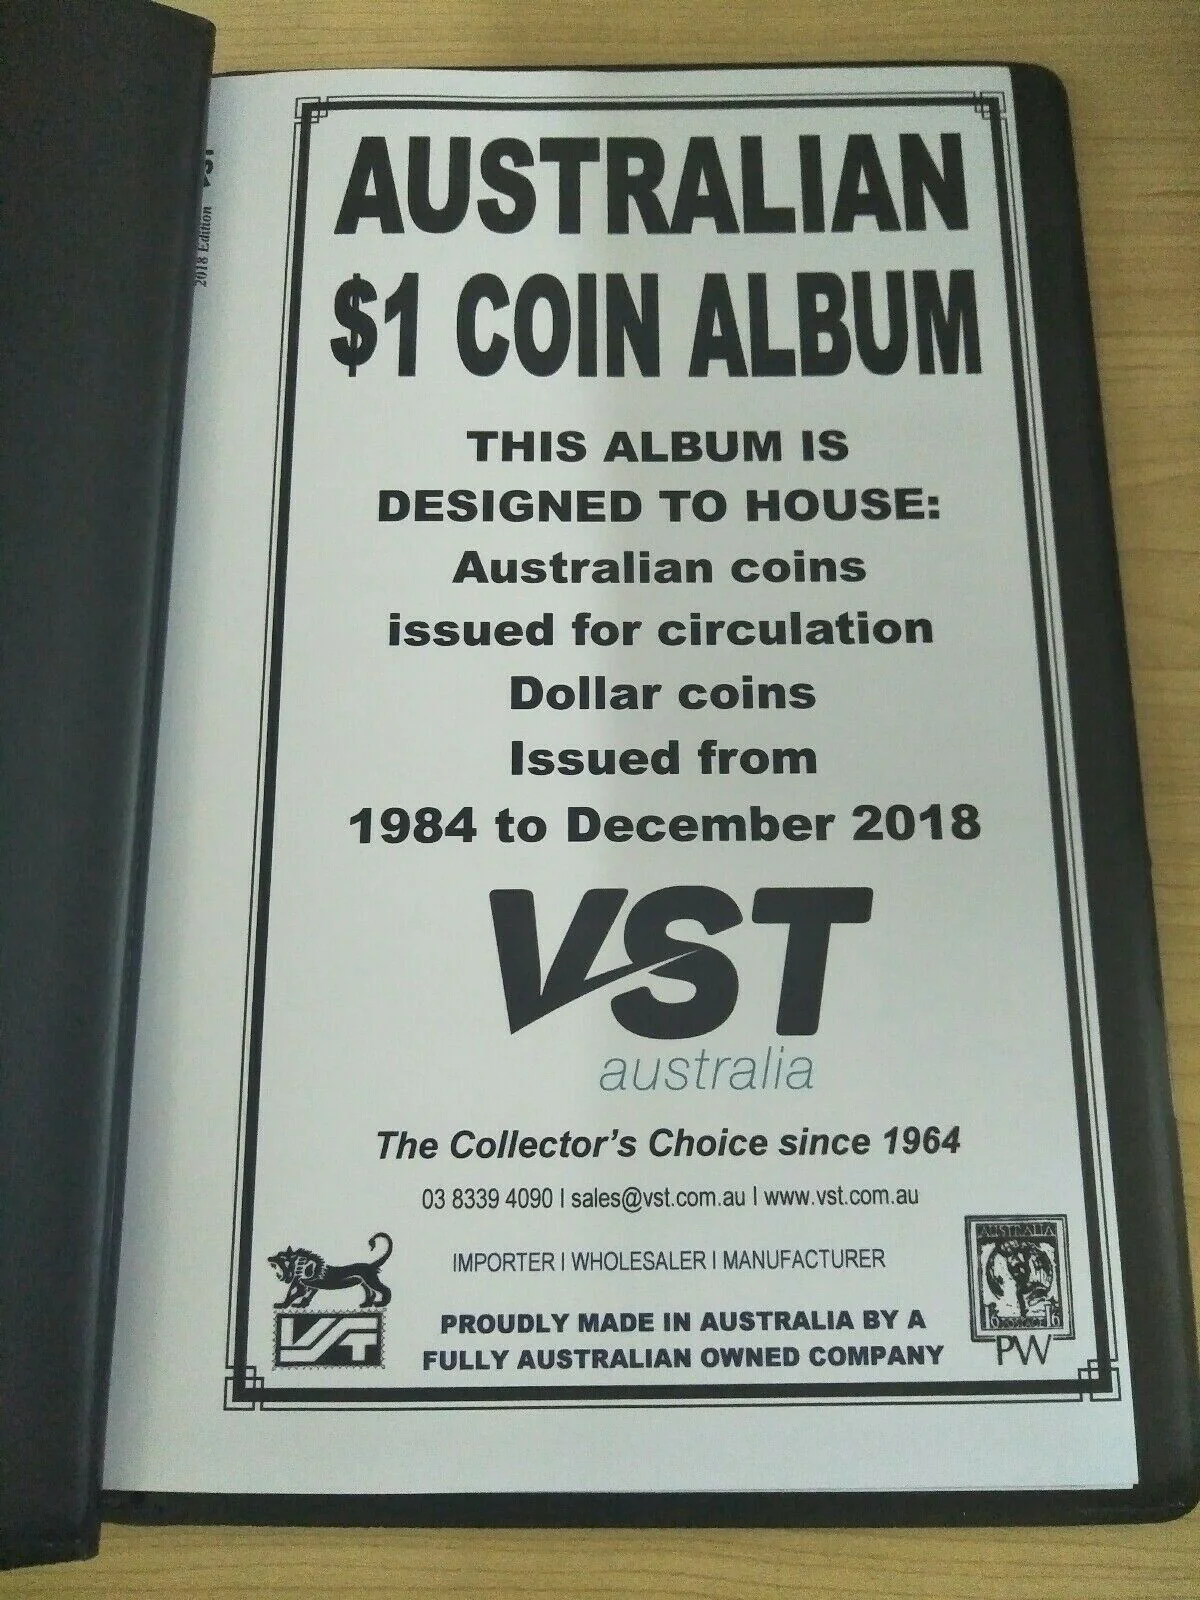 2018 Edition VST
AUSTRALIAN
$1 COIN ALBUM
THIS ALBUM IS
DESIGNED TO HOUSE:
Australian coins
issued for circulation
Dollar coins
Issued from
1984 to December 2018
VST
australia
The Collector's Choice since 1964
03 8339 4090 | sales@vst.com.au | www.vst.com.au
IMPORTER | WHOLESALER | MANUFACTURER
PROUDLY MADE IN AUSTRALIA BY A
FULLY AUSTRALIAN OWNED COMPANY
VST
AUSTRALIA
POSTAGE
PW